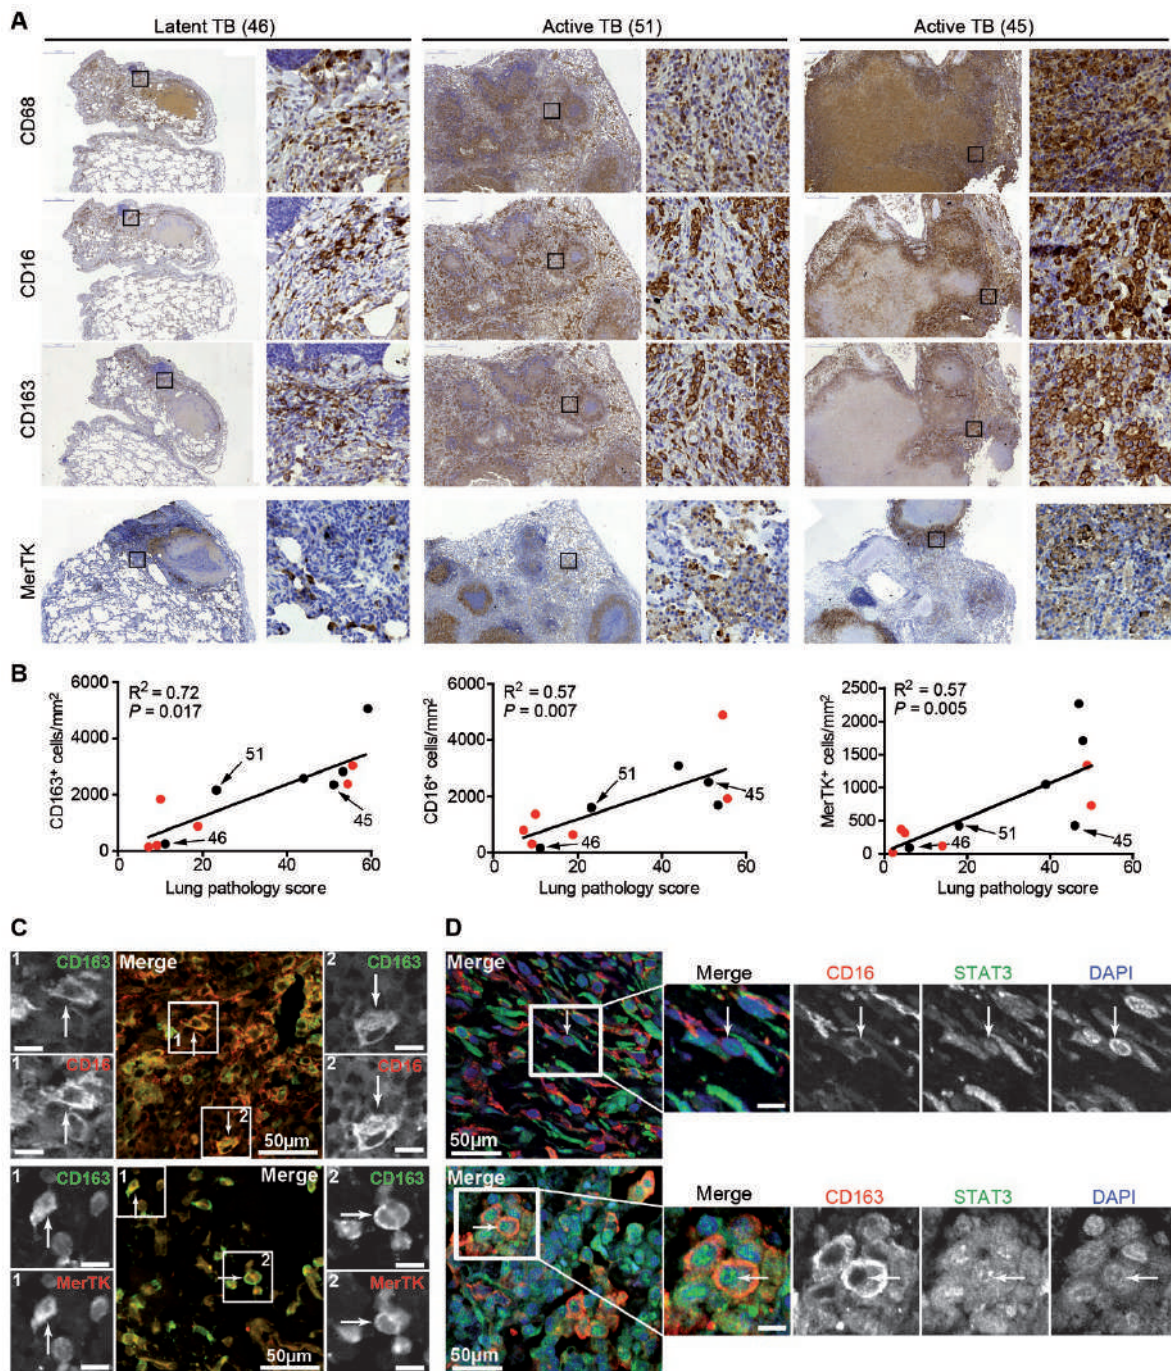 A
Latent TB (46)
Active TB (51)
Active TB (45)
CD68
CD16
CD163
MerTK
B
R² = 0.72
P = 0.017
CD163⁺ cells/mm²
6000
4000
2000
0
0 20 40 60
51
46
45
Lung pathology score
R² = 0.57
P = 0.007
CD16⁺ cells/mm²
6000
4000
2000
0
0 20 40 60
51
46
45
Lung pathology score
R² = 0.57
P = 0.005
MerTK⁺ cells/mm²
2500
2000
1500
1000
500
0
0 20 40 60
51
46
45
Lung pathology score
C
1 CD163
Merge
2 CD163
1 CD16
1
2
50µm
2 CD16
1 CD163
1
Merge
2 CD163
2
1 MerTK
50µm
2 MerTK
D
Merge
50µm
Merge
CD16
STAT3
DAPI
Merge
50µm
Merge
CD163
STAT3
DAPI